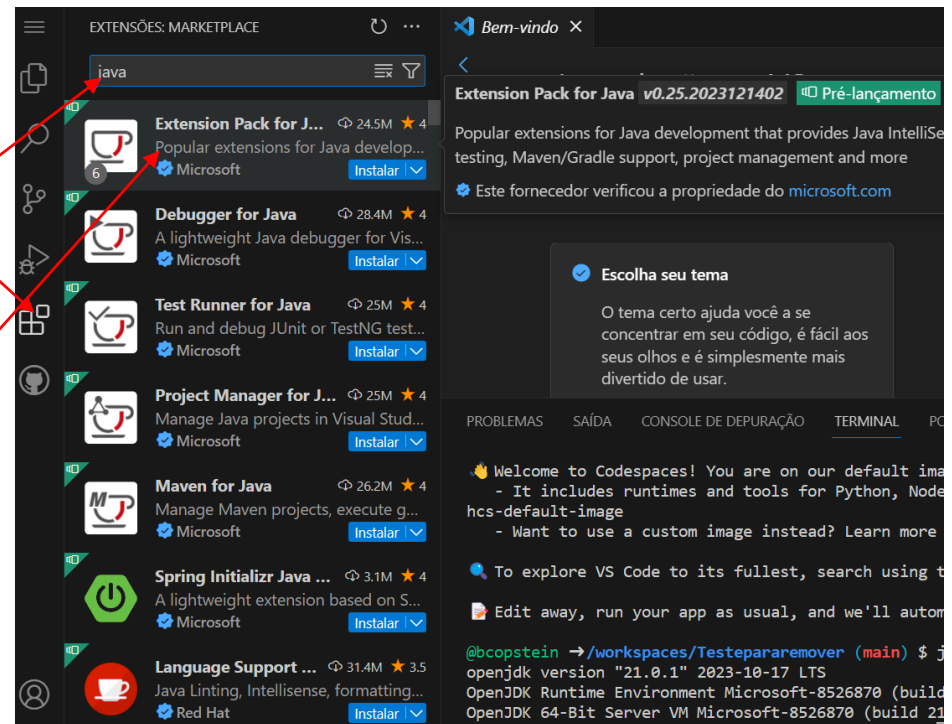 EXTENSÕES: MARKETPLACE
java
Extension Pack for J... 24.5M ★ 4
Popular extensions for Java develop...
6
Microsoft Instalar
Debugger for Java 28.4M ★ 4
A lightweight Java debugger for Vis...
Microsoft Instalar
Test Runner for Java 25M ★ 4
Run and debug JUnit or TestNG test...
Microsoft Instalar
Project Manager for J... 25M ★ 4
Manage Java projects in Visual Stud...
Microsoft Instalar
Maven for Java 26.2M ★ 4
Manage Maven projects, execute g...
Microsoft Instalar
Spring Initializr Java ... 3.1M ★ 4
A lightweight extension based on S...
Microsoft Instalar
Language Support ... 31.4M ★ 3.5
Java Linting, Intellisense, formatting...
Red Hat Instalar
Bem-vindo
Extension Pack for Java v0.25.2023121402 Pré-lançamento
Popular extensions for Java development that provides Java IntelliSe
testing, Maven/Gradle support, project management and more
Este fornecedor verificou a propriedade do microsoft.com
Escolha seu tema
O tema certo ajuda você a se
concentrar em seu código, é fácil aos
seus olhos e é simplesmente mais
divertido de usar.
PROBLEMAS SAÍDA CONSOLE DE DEPURAÇÃO TERMINAL PO
👋 Welcome to Codespaces! You are on our default ima
- It includes runtimes and tools for Python, Node
hcs-default-image
- Want to use a custom image instead? Learn more
🔍 To explore VS Code to its fullest, search using t
📝 Edit away, run your app as usual, and we'll autom
@bcopstein ➜ /workspaces/Testepararemover (main) $ j
openjdk version "21.0.1" 2023-10-17 LTS
OpenJDK Runtime Environment Microsoft-8526870 (build
OpenJDK 64-Bit Server VM Microsoft-8526870 (build 21